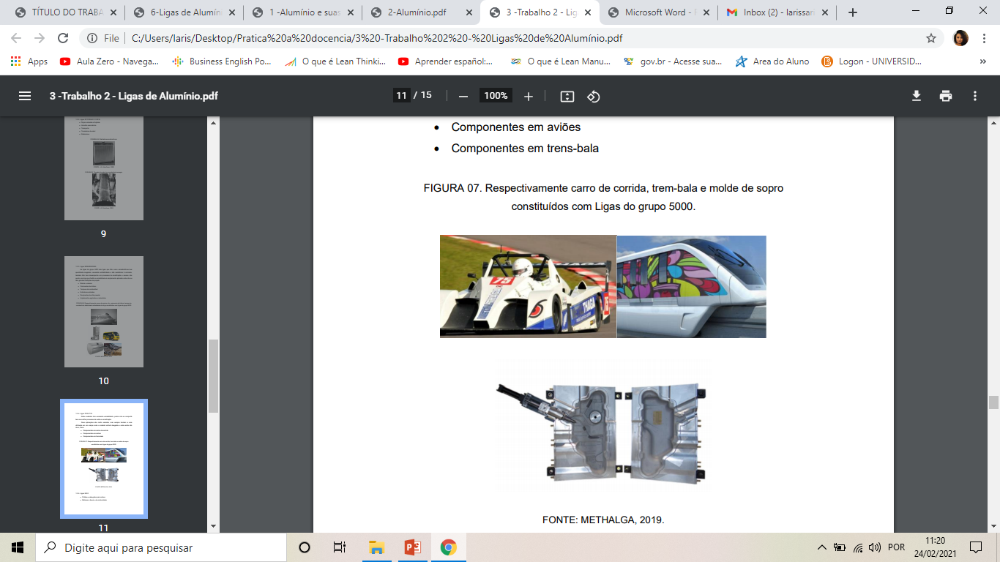 TÍTULO DO TRABA
6-Ligas de Alumín
1 -Alumínio e suas
2-Alumínio.pdf
3 -Trabalho 2 - Lig
Microsoft Word -
Inbox (2) - larissar
File
C:/Users/laris/Desktop/Pratica%20a%20docencia/3%20-Trabalho%202%20-%20Ligas%20de%20Alumínio.pdf
Apps
Aula Zero - Navega...
Business English Po...
O que é Lean Thinki...
Aprender español:...
O que é Lean Manu...
gov.br - Acesse sua...
Area do Aluno
Logon - UNIVERSID...
3 -Trabalho 2 - Ligas de Alumínio.pdf
11 / 15
100%
9
10
11
• Componentes em aviões
• Componentes em trens-bala
FIGURA 07. Respectivamente carro de corrida, trem-bala e molde de sopro
constituídos com Ligas do grupo 5000.
75
FONTE: METHALGA, 2019.
Digite aqui para pesquisar
POR
11:20
24/02/2021